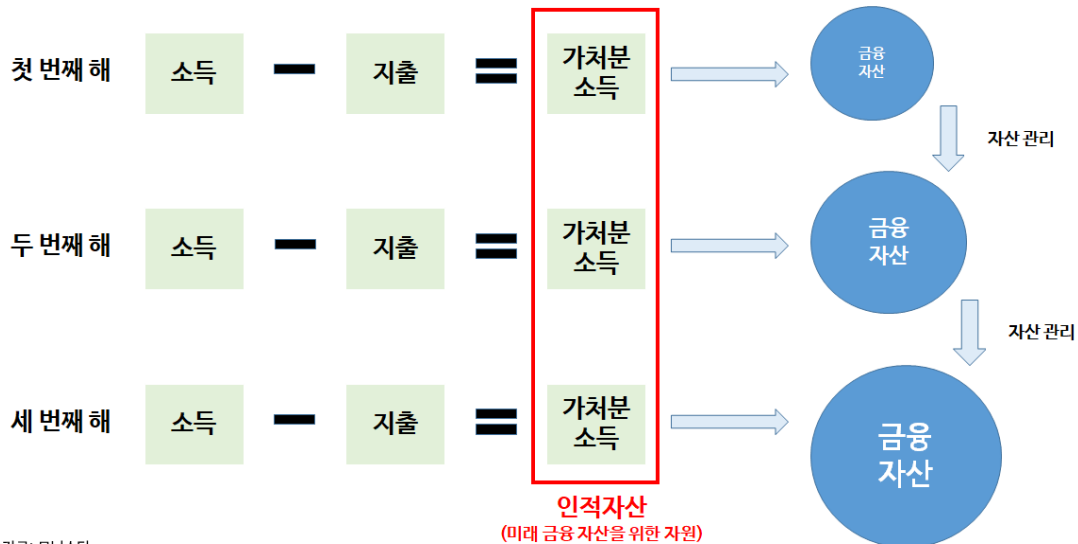 첫 번째 해
소득
지출
가처분
소득
금융
자산
자산 관리
두 번째 해
소득
지출
가처분
소득
금융
자산
자산 관리
세 번째 해
소득
지출
가처분
소득
금융
자산
인적자산
(미래 금융 자산을 위한 자원)